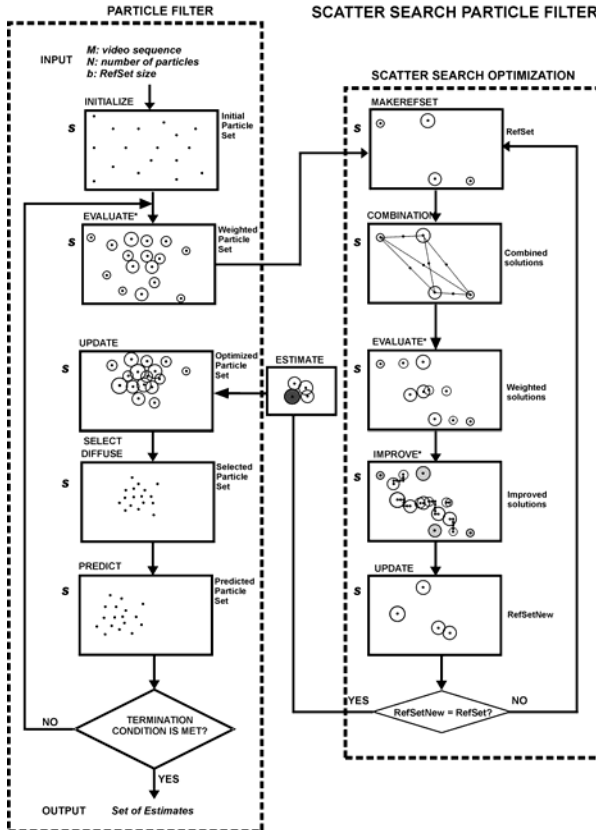 PARTICLE FILTER
SCATTER SEARCH PARTICLE FILTER
INPUT
M: video sequence
N: number of particles
b: RefSet size
INITIALIZE
S
Initial
Particle
Set
EVALUATE*
S
Weighted
Particle
Set
UPDATE
S
Optimized
Particle
Set
SELECT
DIFFUSE
S
Selected
Particle
Set
PREDICT
S
Predicted
Particle
Set
NO
TERMINATION
CONDITION IS MET?
YES
OUTPUT
Set of Estimates
ESTIMATE
SCATTER SEARCH OPTIMIZATION
MAKEREFSET
S
RefSet
COMBINATION
S
Combined
solutions
EVALUATE*
S
Weighted
solutions
IMPROVE*
S
Improved
solutions
UPDATE
S
RefSetNew
YES
RefSetNew = RefSet?
NO